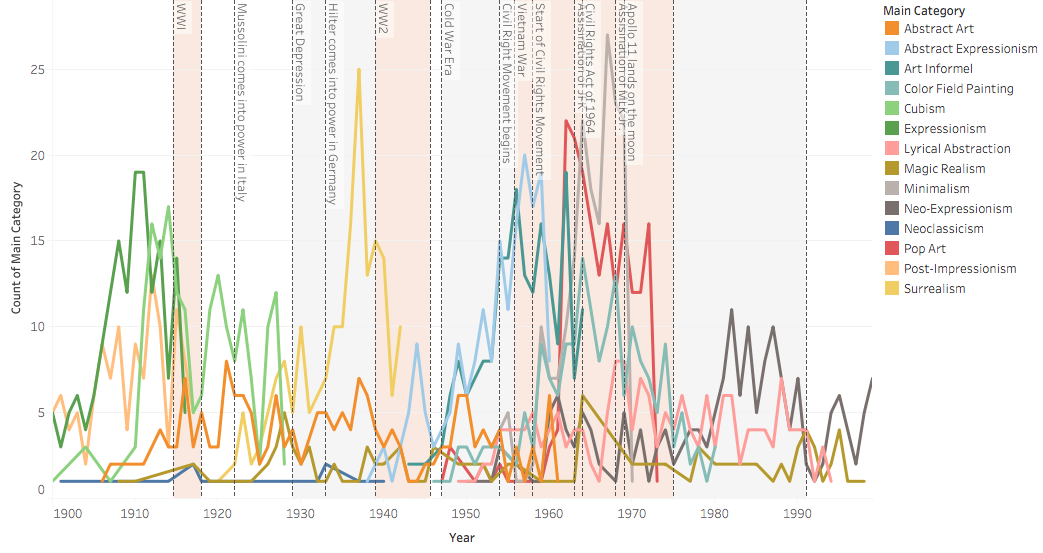 WWI
Mussolini comes into power in Italy
Great Depression
Hilter comes into power in Germany
WW2
Cold War Era
Civil Right Movement begins
Vietnam War
Start of Civil Rights Movement
Assisination of JFK
Civil Rights Act of 1964
Assisination of MLK Jr.
Apollo 11 lands on the moon
Count of Main Category
25
20
15
10
5
0
1900
1910
1920
1930
1940
1950
1960
1970
1980
1990
Year
Main Category
Abstract Art
Abstract Expressionism
Art Informel
Color Field Painting
Cubism
Expressionism
Lyrical Abstraction
Magic Realism
Minimalism
Neo-Expressionism
Neoclassicism
Pop Art
Post-Impressionism
Surrealism